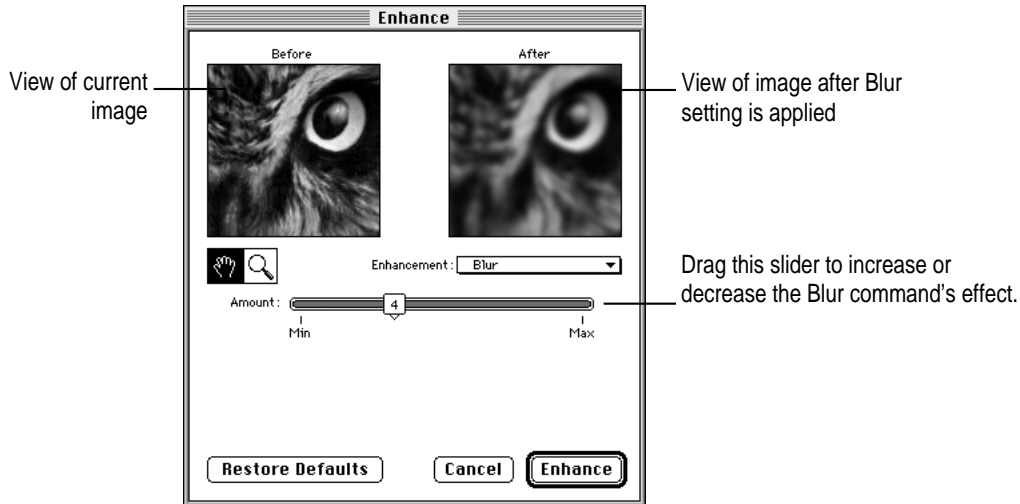 Enhance
Before
After
View of current
image
View of image after Blur
setting is applied
Enhancement: Blur
Drag this slider to increase or
decrease the Blur command’s effect.
Amount:
4
Min
Max
Restore Defaults
Cancel
Enhance